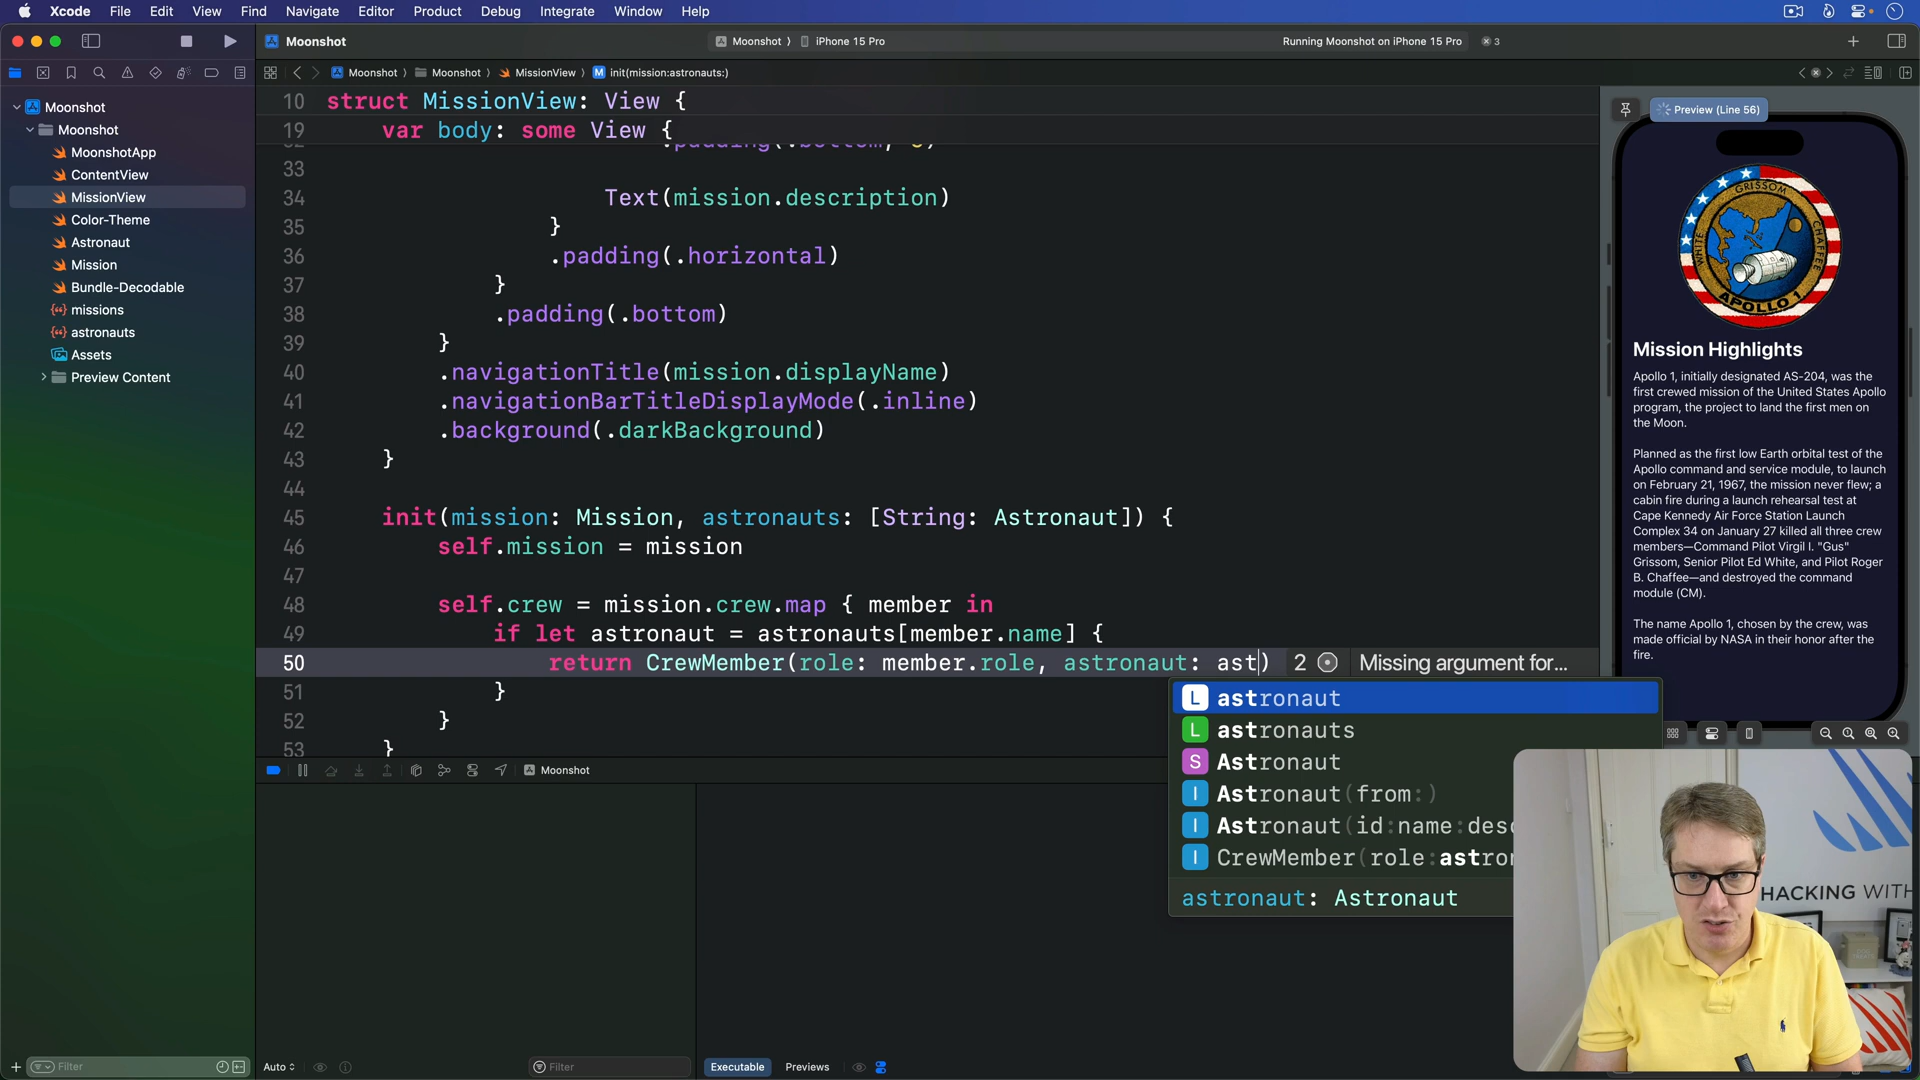 Xcode File Edit View Find Navigate Editor Product Debug Integrate Window Help
Moonshot
Moonshot 〉 iPhone 15 Pro
Running Moonshot on iPhone 15 Pro
3
Moonshot 〉 Moonshot 〉 MissionView 〉 M init(mission:astronauts:)
Moonshot
Moonshot
MoonshotApp
ContentView
MissionView
Color-Theme
Astronaut
Mission
Bundle-Decodable
missions
astronauts
Assets
Preview Content
10 struct MissionView: View {
19 var body: some View {
33
34 Text(mission.description)
35 }
36 .padding(.horizontal)
37 }
38 .padding(.bottom)
39 }
40 .navigationTitle(mission.displayName)
41 .navigationBarTitleDisplayMode(.inline)
42 .background(.darkBackground)
43 }
44
45 init(mission: Mission, astronauts: [String: Astronaut]) {
46 self.mission = mission
47
48 self.crew = mission.crew.map { member in
49 if let astronaut = astronauts[member.name] {
50 return CrewMember(role: member.role, astronaut: ast) 2 Missing argument for...
51 }
52 }
53 }
L astronaut
L astronauts
S Astronaut
I Astronaut(from:)
I Astronaut(id:name:desc
I CrewMember(role:astron
astronaut: Astronaut
Preview (Line 56)
GRISSOM
WHITE
CHAFFEE
APOLLO 1
Mission Highlights
Apollo 1, initially designated AS-204, was the
first crewed mission of the United States Apollo
program, the project to land the first men on
the Moon.
Planned as the first low Earth orbital test of the
Apollo command and service module, to launch
on February 21, 1967, the mission never flew; a
cabin fire during a launch rehearsal test at
Cape Kennedy Air Force Station Launch
Complex 34 on January 27 killed all three crew
members—Command Pilot Virgil I. "Gus"
Grissom, Senior Pilot Ed White, and Pilot Roger
B. Chaffee—and destroyed the command
module (CM).
The name Apollo 1, chosen by the crew, was
made official by NASA in their honor after the
fire.
Moonshot
HACKING WITH
Filter
Auto
Filter
Executable
Previews